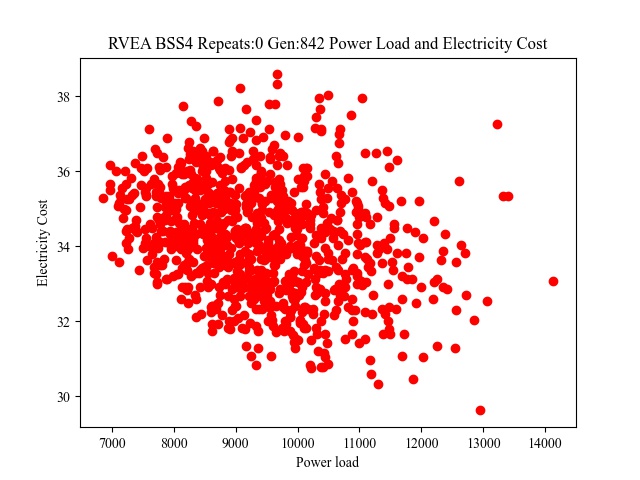 RVEA BSS4 Repeats:0 Gen:842 Power Load and Electricity Cost
38
36
34
32
30
Electricity Cost
7000 8000 9000 10000 11000 12000 13000 14000
Power load